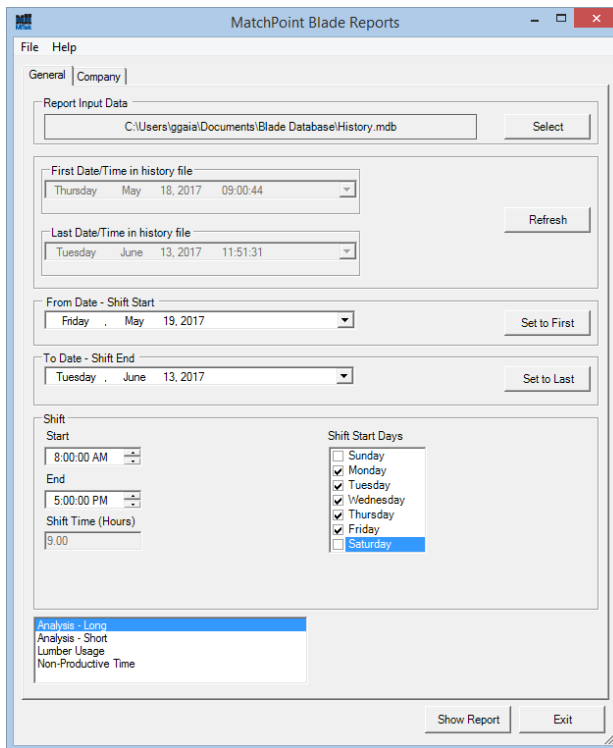 MiTek
MatchPoint Blade Reports
File Help
General Company
Report Input Data
C:\Users\ggaia\Documents\Blade Database\History.mdb
Select
First Date/Time in history file
Thursday May 18, 2017 09:00:44
Last Date/Time in history file
Tuesday June 13, 2017 11:51:31
Refresh
From Date - Shift Start
Friday , May 19, 2017
Set to First
To Date - Shift End
Tuesday , June 13, 2017
Set to Last
Shift
Start
8:00:00 AM
End
5:00:00 PM
Shift Time (Hours)
9.00
Shift Start Days
Sunday
Monday
Tuesday
Wednesday
Thursday
Friday
Saturday
Analysis - Long
Analysis - Short
Lumber Usage
Non-Productive Time
Show Report
Exit